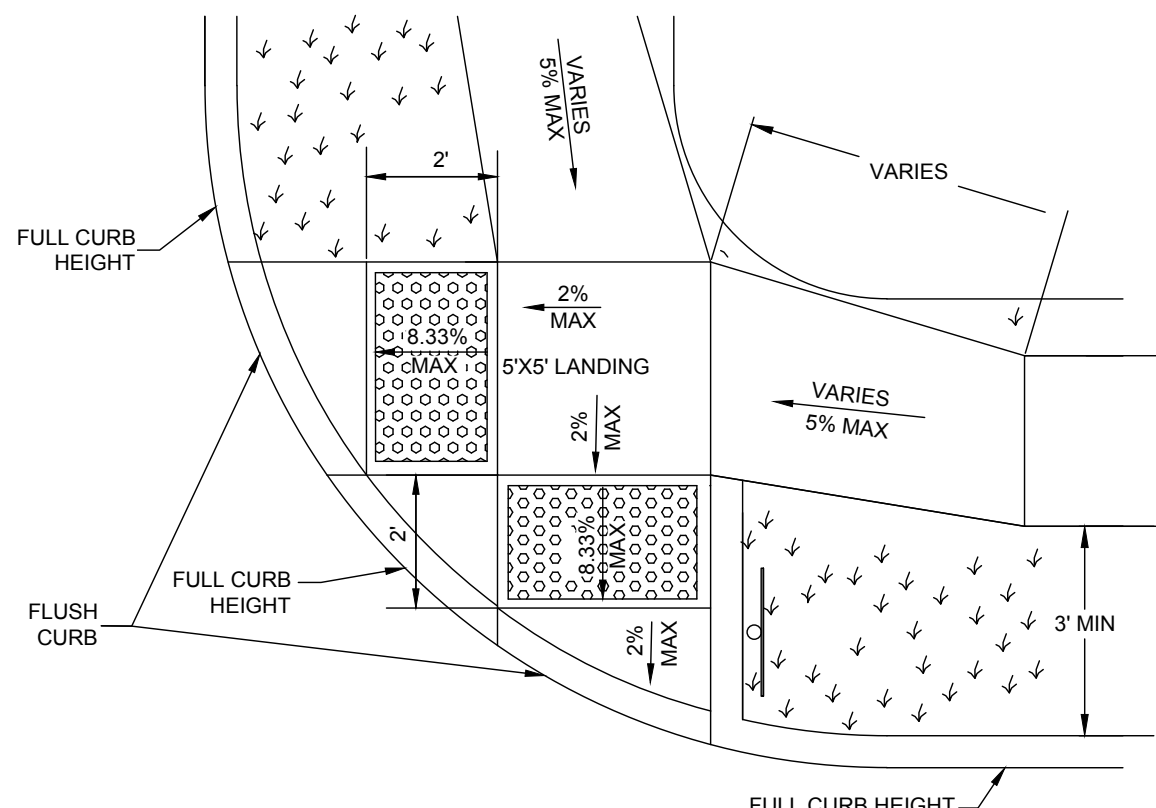 VARIES
5% MAX
2'
VARIES
FULL CURB
HEIGHT
2%
MAX
8.33%
MAX
5'X5' LANDING
VARIES
5% MAX
2%
MAX
2'
8.33%
MAX
FULL CURB
HEIGHT
FLUSH
CURB
2%
MAX
3' MIN
FULL CURB HEIGHT